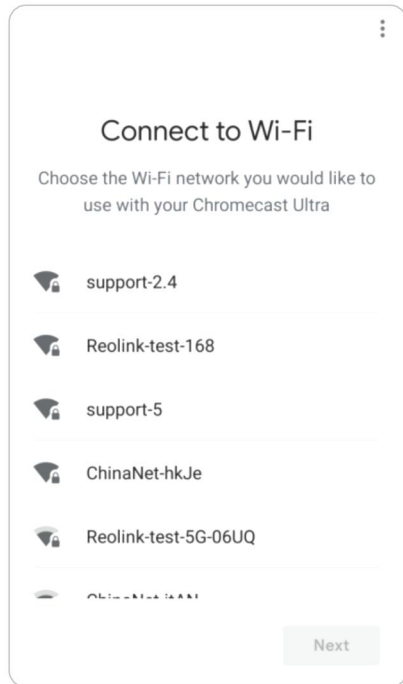 Connect to Wi-Fi
Choose the Wi-Fi network you would like to
use with your Chromecast Ultra
support-2.4
Reolink-test-168
support-5
ChinaNet-hkJe
Reolink-test-5G-06UQ
Next